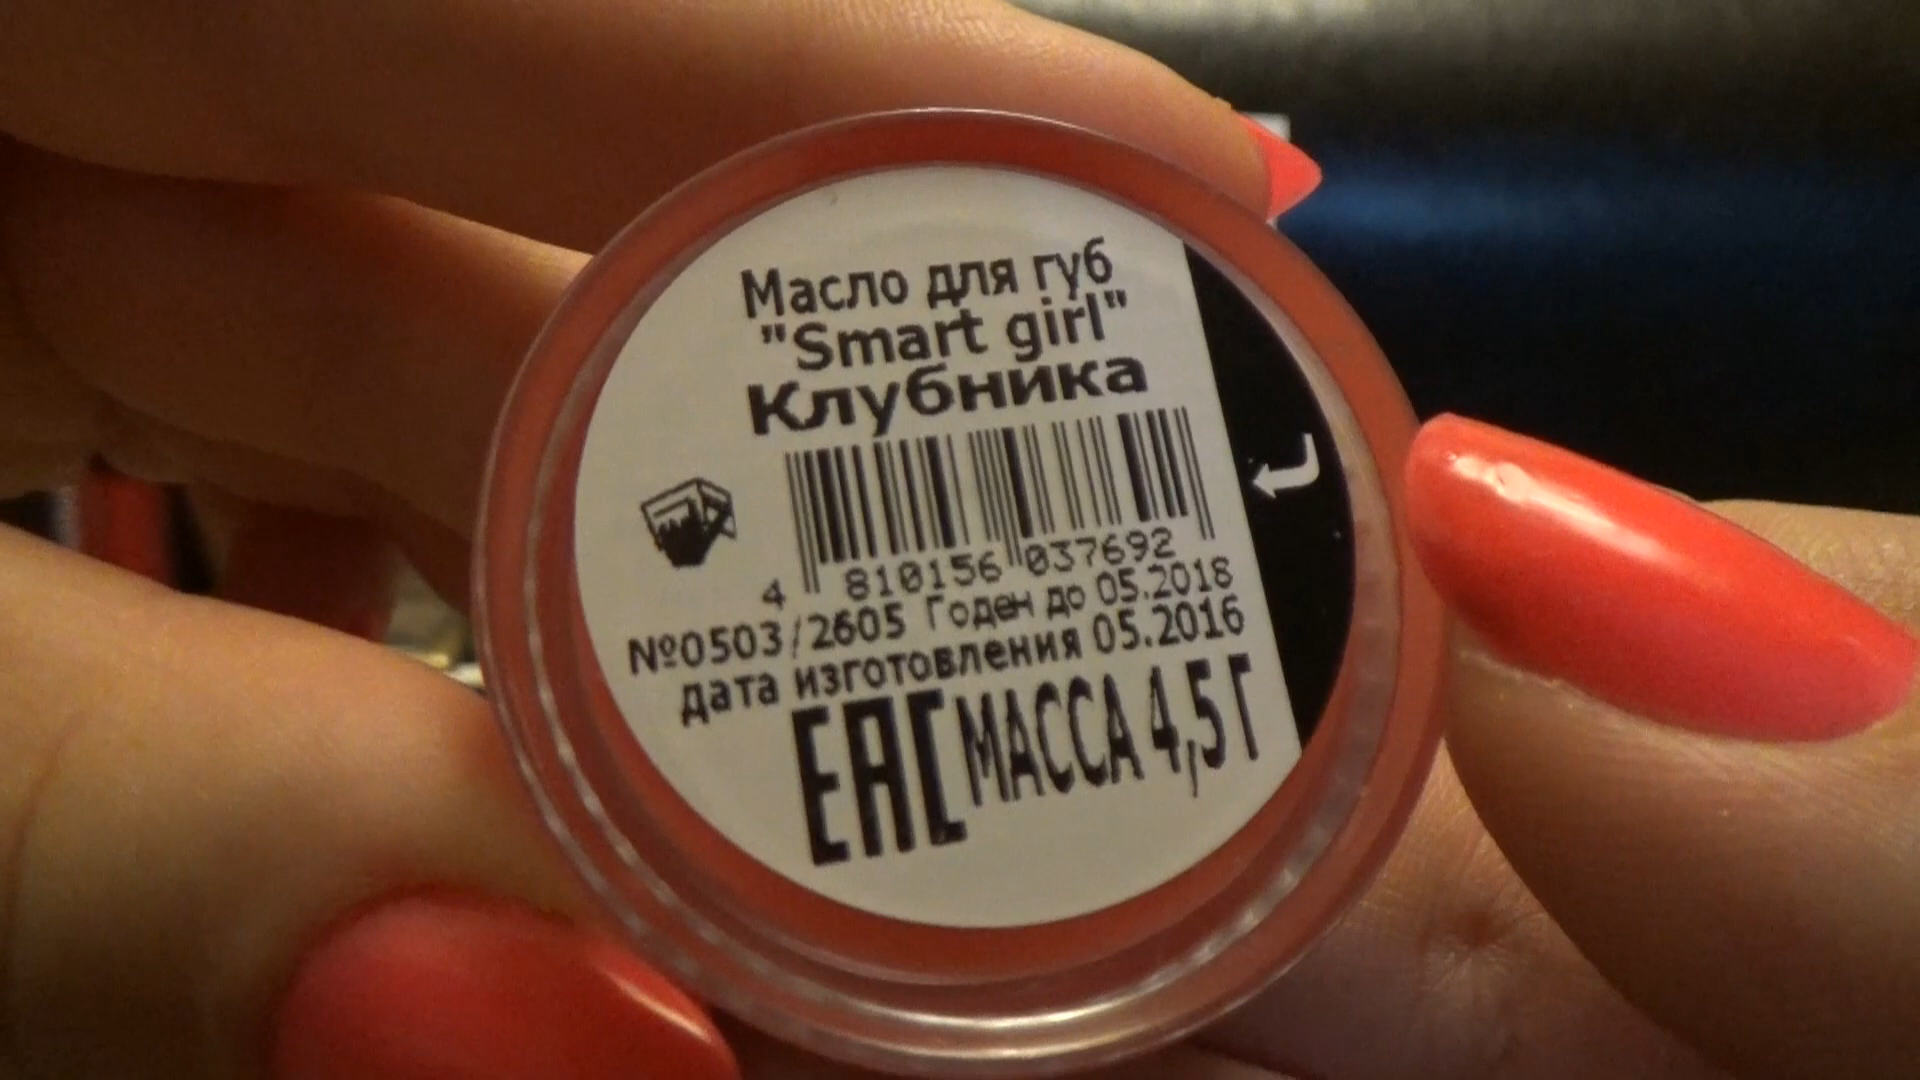 Масло для губ
"Smart girl"
Клубника
4 810156 037692
№0503/2605 Годен до 05.2018
дата изготовления 05.2016
EAC МАССА 4,5 Г